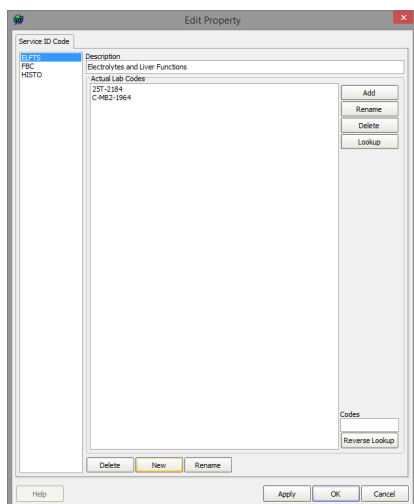 Edit Property
Service ID Code
ELFTS
FBC
HISTO
Description
Electrolytes and Liver Functions
Actual Lab Codes
25T-2184
C-MB2-1964
Add
Rename
Delete
Lookup
Codes
Reverse Lookup
Delete New Rename
Help Apply OK Cancel